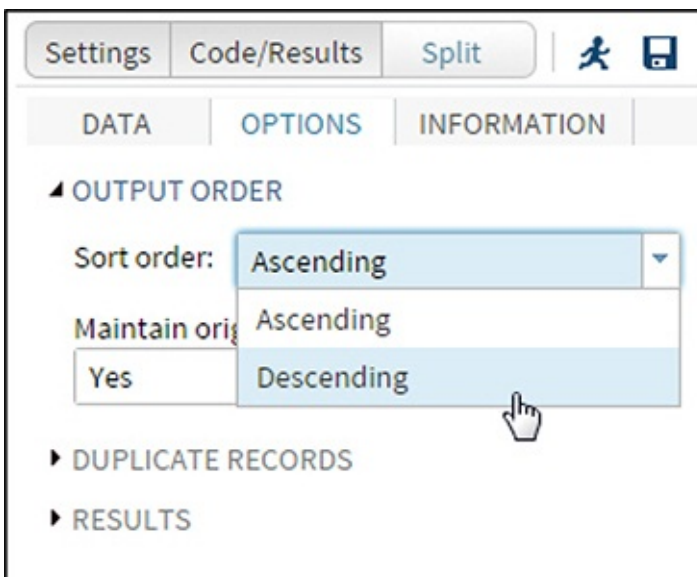 Settings Code/Results Split
DATA OPTIONS INFORMATION
OUTPUT ORDER
Sort order: Ascending
Ascending
Maintain
Yes
Descending
DUPLICATE RECORDS
RESULTS